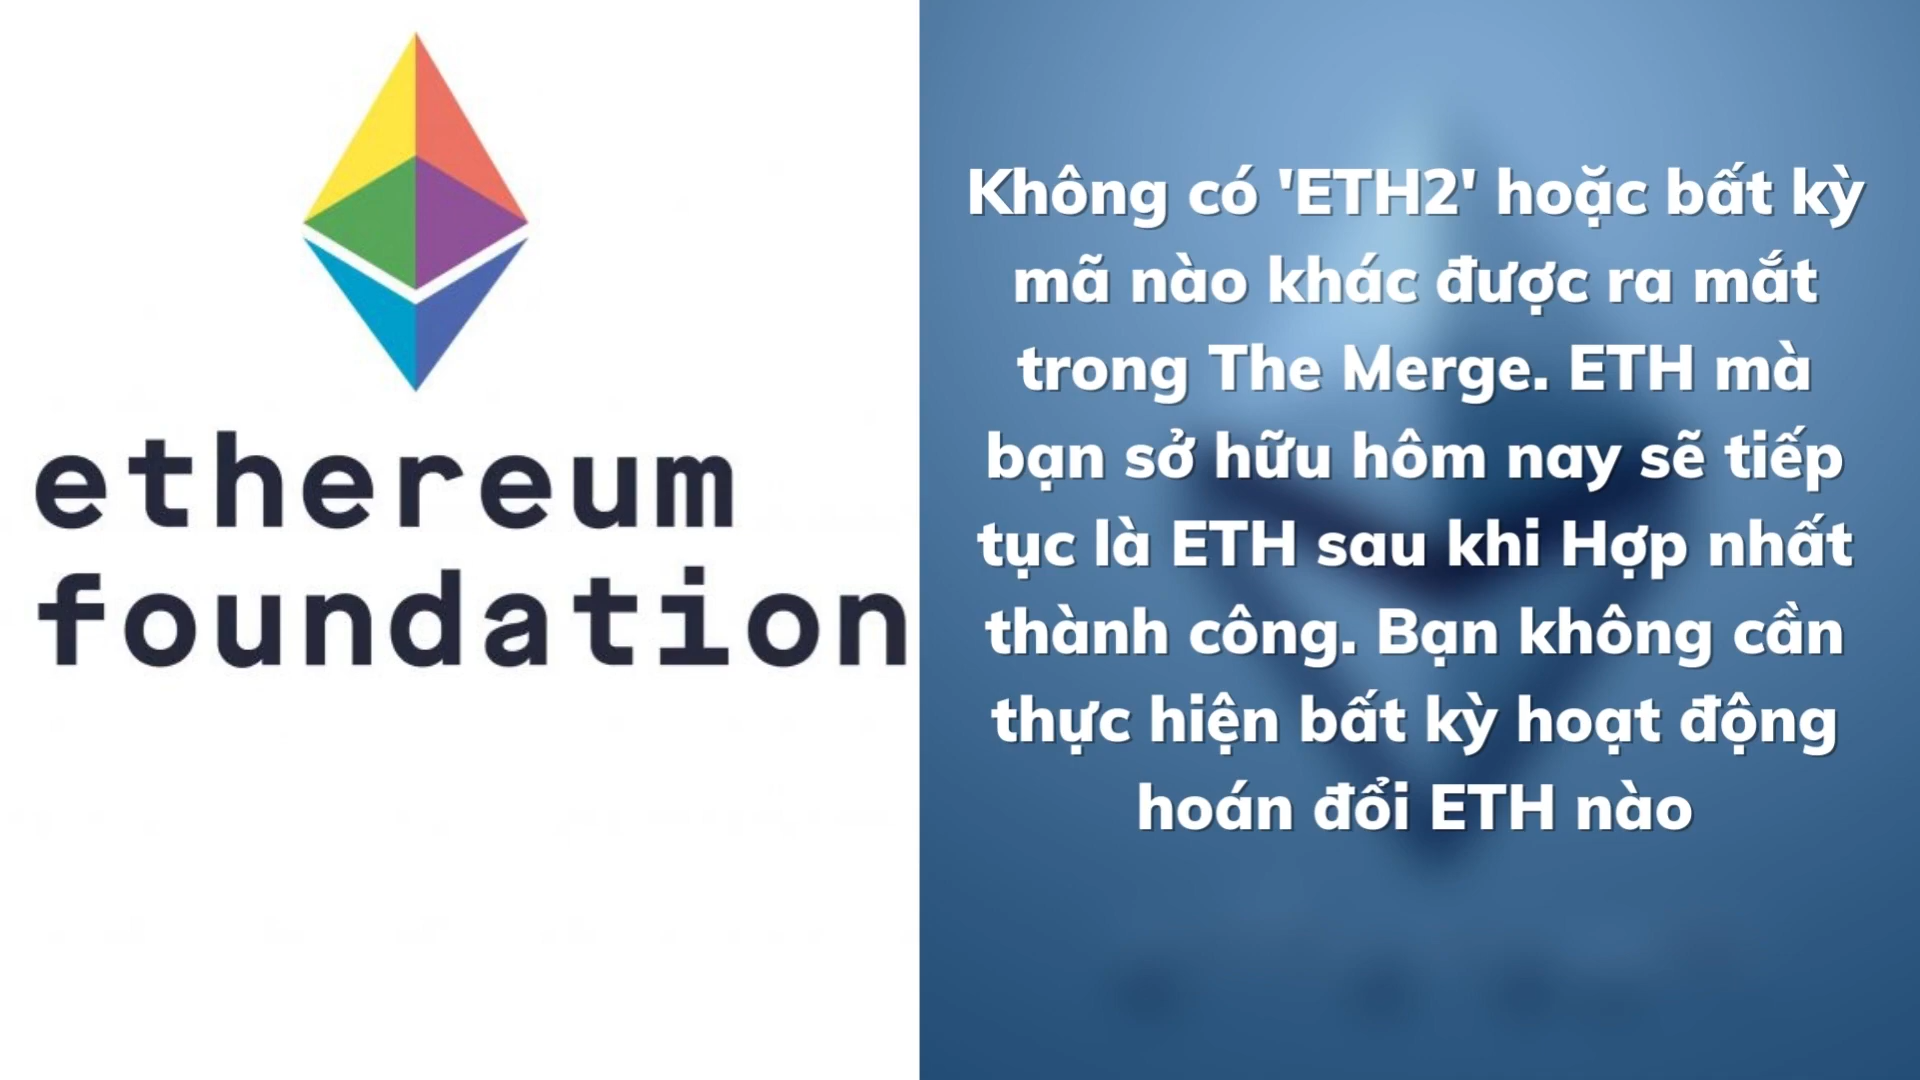 ethereum
foundation
Không có 'ETH2' hoặc bất kỳ
mã nào khác được ra mắt
trong The Merge. ETH mà
bạn sở hữu hôm nay sẽ tiếp
tục là ETH sau khi Hợp nhất
thành công. Bạn không cần
thực hiện bất kỳ hoạt động
hoán đổi ETH nào